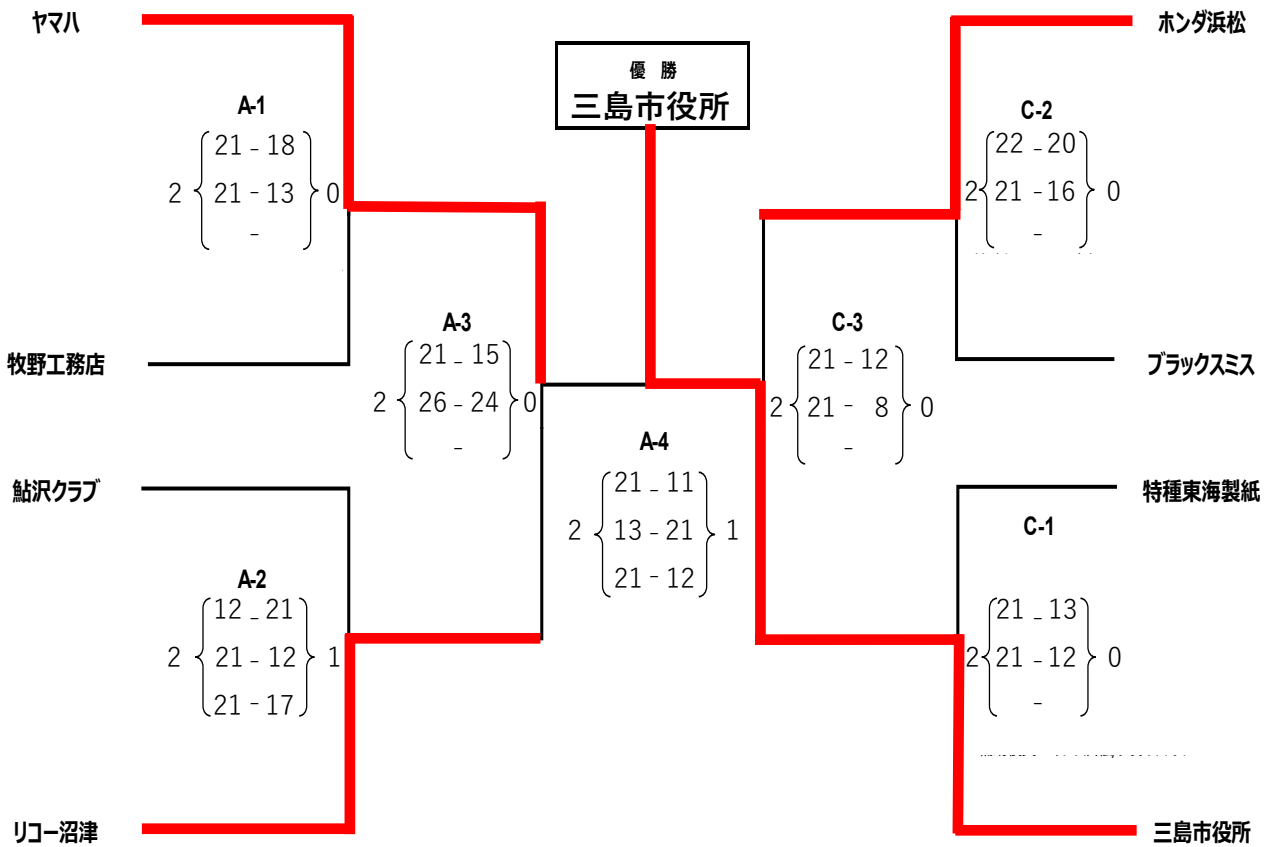 ヤマハ
ホンダ浜松
優 勝
三島市役所
A-1
21 - 18
2 21 - 13 0
-
C-2
22 - 20
2 21 - 16 0
-
牧野工務店
ブラックスミス
A-3
21 - 15
2 26 - 24 0
-
C-3
21 - 12
2 21 - 8 0
-
A-4
21 - 11
2 13 - 21 1
21 - 12
鮎沢クラブ
特種東海製紙
A-2
12 - 21
2 21 - 12 1
21 - 17
C-1
21 - 13
2 21 - 12 0
-
リコー沼津
三島市役所